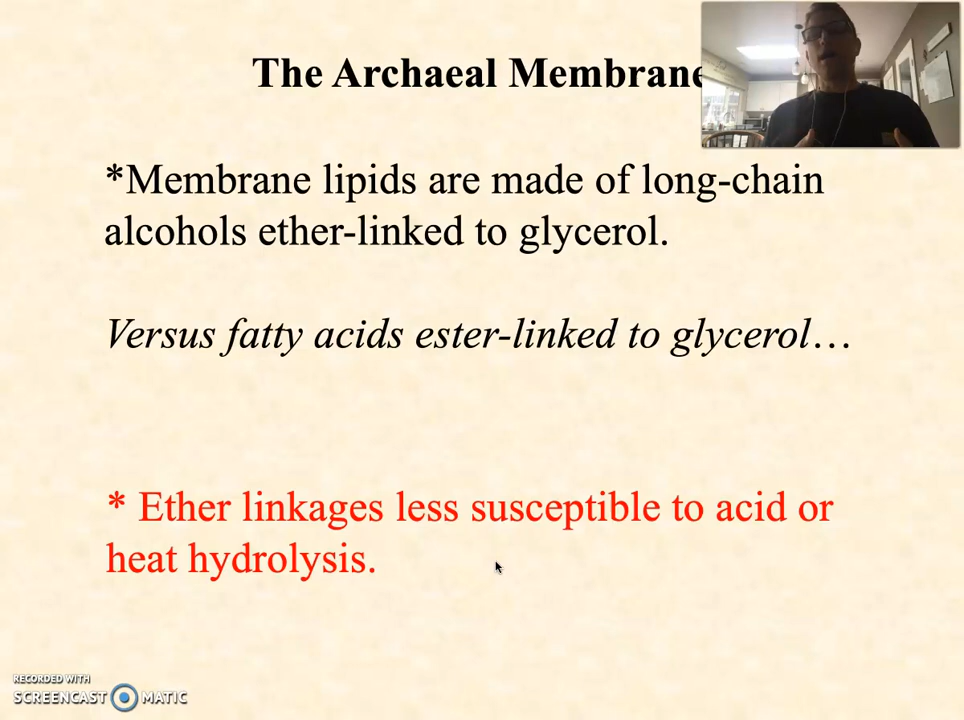 The Archaeal Membrane
*Membrane lipids are made of long-chain
alcohols ether-linked to glycerol.
Versus fatty acids ester-linked to glycerol…
* Ether linkages less susceptible to acid or
heat hydrolysis.
RECORDED WITH
SCREENCAST MATIC